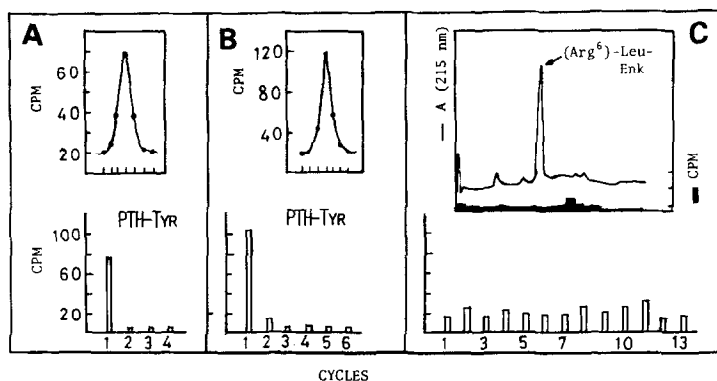 A
CPM
60
40
20
PTH-TYR
CPM
100
60
20
1 2 3 4
B
CPM
120
80
40
PTH-TYR
1 2 3 4 5 6
C
A (215 nm)
(Arg⁶)-Leu-
Enk
CPM
1 3 5 7 10 13
CYCLES